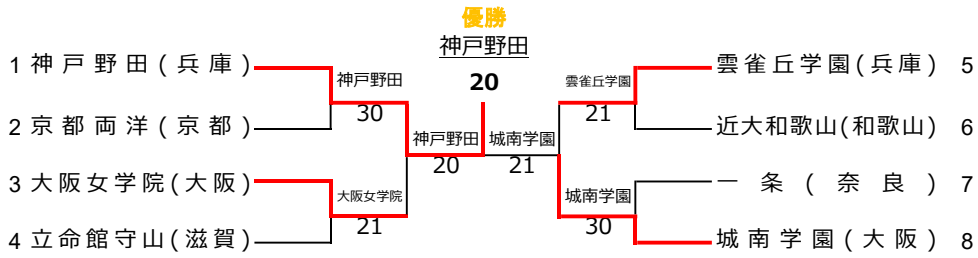 優勝
神戸野田
20
1 神戸野田(兵庫)
神戸野田
30
2 京都両洋(京都)
神戸野田
20
3 大阪女学院(大阪)
大阪女学院
21
4 立命館守山(滋賀)
雲雀丘学園(兵庫) 5
雲雀丘学園
21
近大和歌山(和歌山) 6
城南学園
21
一条(奈良) 7
城南学園
30
城南学園(大阪) 8